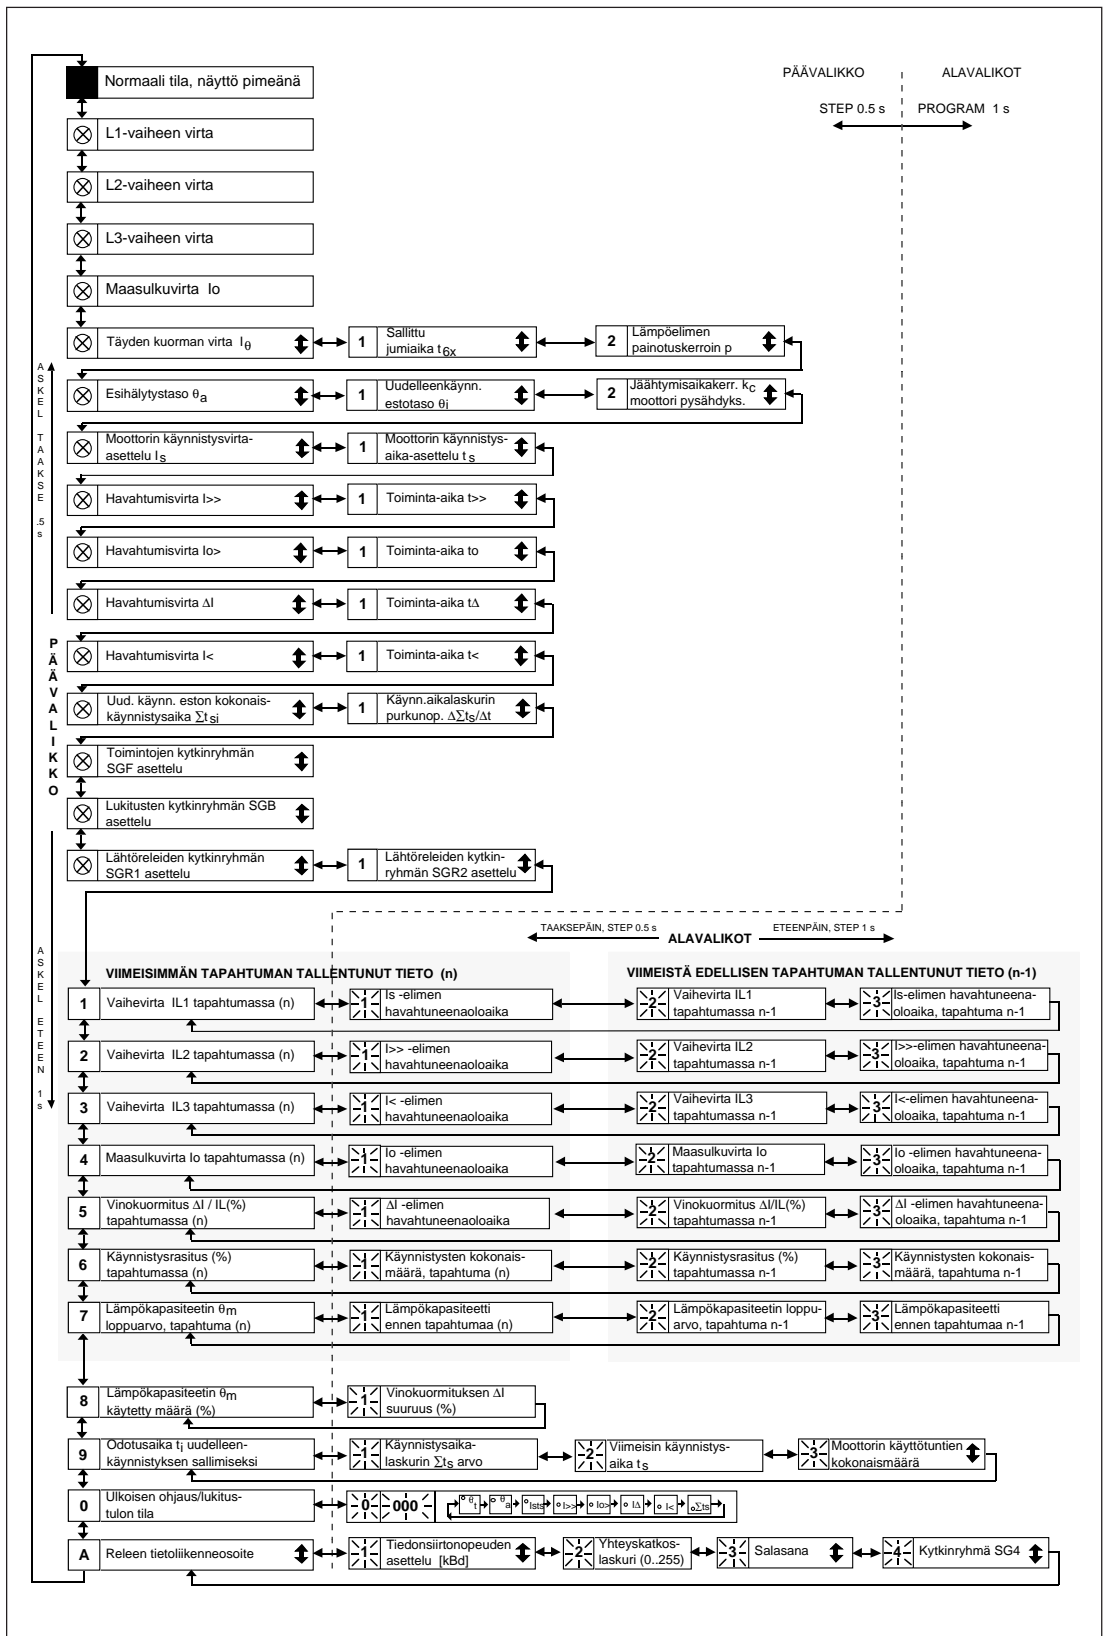 Normaali tila, näyttö pimeänä
PÄÄVALIKKO
ALAVALIKOT
STEP 0.5 s
PROGRAM 1 s
L1-vaiheen virta
L2-vaiheen virta
L3-vaiheen virta
Maasulkuvirta Io
Täyden kuorman virta Iθ
1
Sallittu
jumiaika t6x
2
Lämpöelimen
painotuskerroin p
ASKEL TAAKSE .5 s
Esihälytystaso θa
1
Uudelleenkäynn.
estotaso θi
2
Jäähtymisaikakerr. kc
moottori pysähdyks.
Moottorin käynnistysvirta-
asettelu Is
1
Moottorin käynnistys-
aika-asettelu ts
Havahtumisvirta I>>
1
Toiminta-aika t>>
Havahtumisvirta Io>
1
Toiminta-aika to
Havahtumisvirta ΔI
1
Toiminta-aika tΔ
PÄÄVALIKKO
Havahtumisvirta I<
1
Toiminta-aika t<
Uud. käynn. eston kokonais-
käynnistysaika Σtsi
1
Käynn.aikalaskurin
purkunop. ΔΣts/Δt
Toimintojen kytkinryhmän
SGF asettelu
Lukitusten kytkinryhmän SGB
asettelu
Lähtöreleiden kytkinryhmän
SGR1 asettelu
1
Lähtöreleiden kytkin-
ryhmän SGR2 asettelu
TAAKSEPÄIN, STEP 0.5 s
ALAVALIKOT
ETEENPÄIN, STEP 1 s
ASKEL ETEEN 1 s
VIIMEISIMMÄN TAPAHTUMAN TALLENTUNUT TIETO (n)
VIIMEISTÄ EDELLISEN TAPAHTUMAN TALLENTUNUT TIETO (n-1)
1
Vaihevirta IL1 tapahtumassa (n)
1
Is -elimen
havahtuneenaoloaika
2
Vaihevirta IL1
tapahtumassa n-1
3
Is-elimen havahtuneena-
oloaika, tapahtuma n-1
2
Vaihevirta IL2 tapahtumassa (n)
1
I>> -elimen
havahtuneenaoloaika
2
Vaihevirta IL2
tapahtumassa n-1
3
I>>-elimen havahtuneena-
oloaika, tapahtuma n-1
3
Vaihevirta IL3 tapahtumassa (n)
1
I< -elimen
havahtuneenaoloaika
2
Vaihevirta IL3
tapahtumassa n-1
3
I<-elimen havahtuneena-
oloaika, tapahtuma n-1
4
Maasulkuvirta Io tapahtumassa (n)
1
Io -elimen
havahtuneenaoloaika
2
Maasulkuvirta Io
tapahtumassa n-1
3
Io -elimen havahtuneena-
oloaika, tapahtuma n-1
5
Vinokuormitus ΔI / IL(%)
tapahtumassa (n)
1
ΔI -elimen
havahtuneenaoloaika
2
Vinokuormitus ΔI/IL(%)
tapahtumassa n-1
3
ΔI -elimen havahtuneena-
oloaika, tapahtuma n-1
6
Käynnistysrasitus (%)
tapahtumassa (n)
1
Käynnistysten kokonais-
määrä, tapahtuma (n)
2
Käynnistysrasitus (%)
tapahtumassa n-1
3
Käynnistysten kokonais-
määrä, tapahtuma n-1
7
Lämpökapasiteetin θm
loppuarvo, tapahtuma (n)
1
Lämpökapasiteetti
ennen tapahtumaa (n)
2
Lämpökapasiteetin loppu-
arvo, tapahtuma n-1
3
Lämpökapasiteetti
ennen tapahtumaa n-1
8
Lämpökapasiteetin θm
käytetty määrä (%)
1
Vinokuormituksen ΔI
suuruus (%)
9
Odotusaika ti uudelleen-
käynnistyksen sallimiseksi
1
Käynnistysaika-
laskurin Σts arvo
2
Viimeisin käynnistys-
aika ts
3
Moottorin käyttötuntien
kokonaismäärä
0
Ulkoisen ohjaus/lukitus-
tulon tila
0
000
θt
θa
Ists
I>>
Io>
IΔ
I<
Σts
A
Releen tietoliikenneosoite
1
Tiedonsiirtonopeuden
asettelu [kBd]
2
Yhteyskatkos-
laskuri (0..255)
3
Salasana
4
Kytkinryhmä SG4